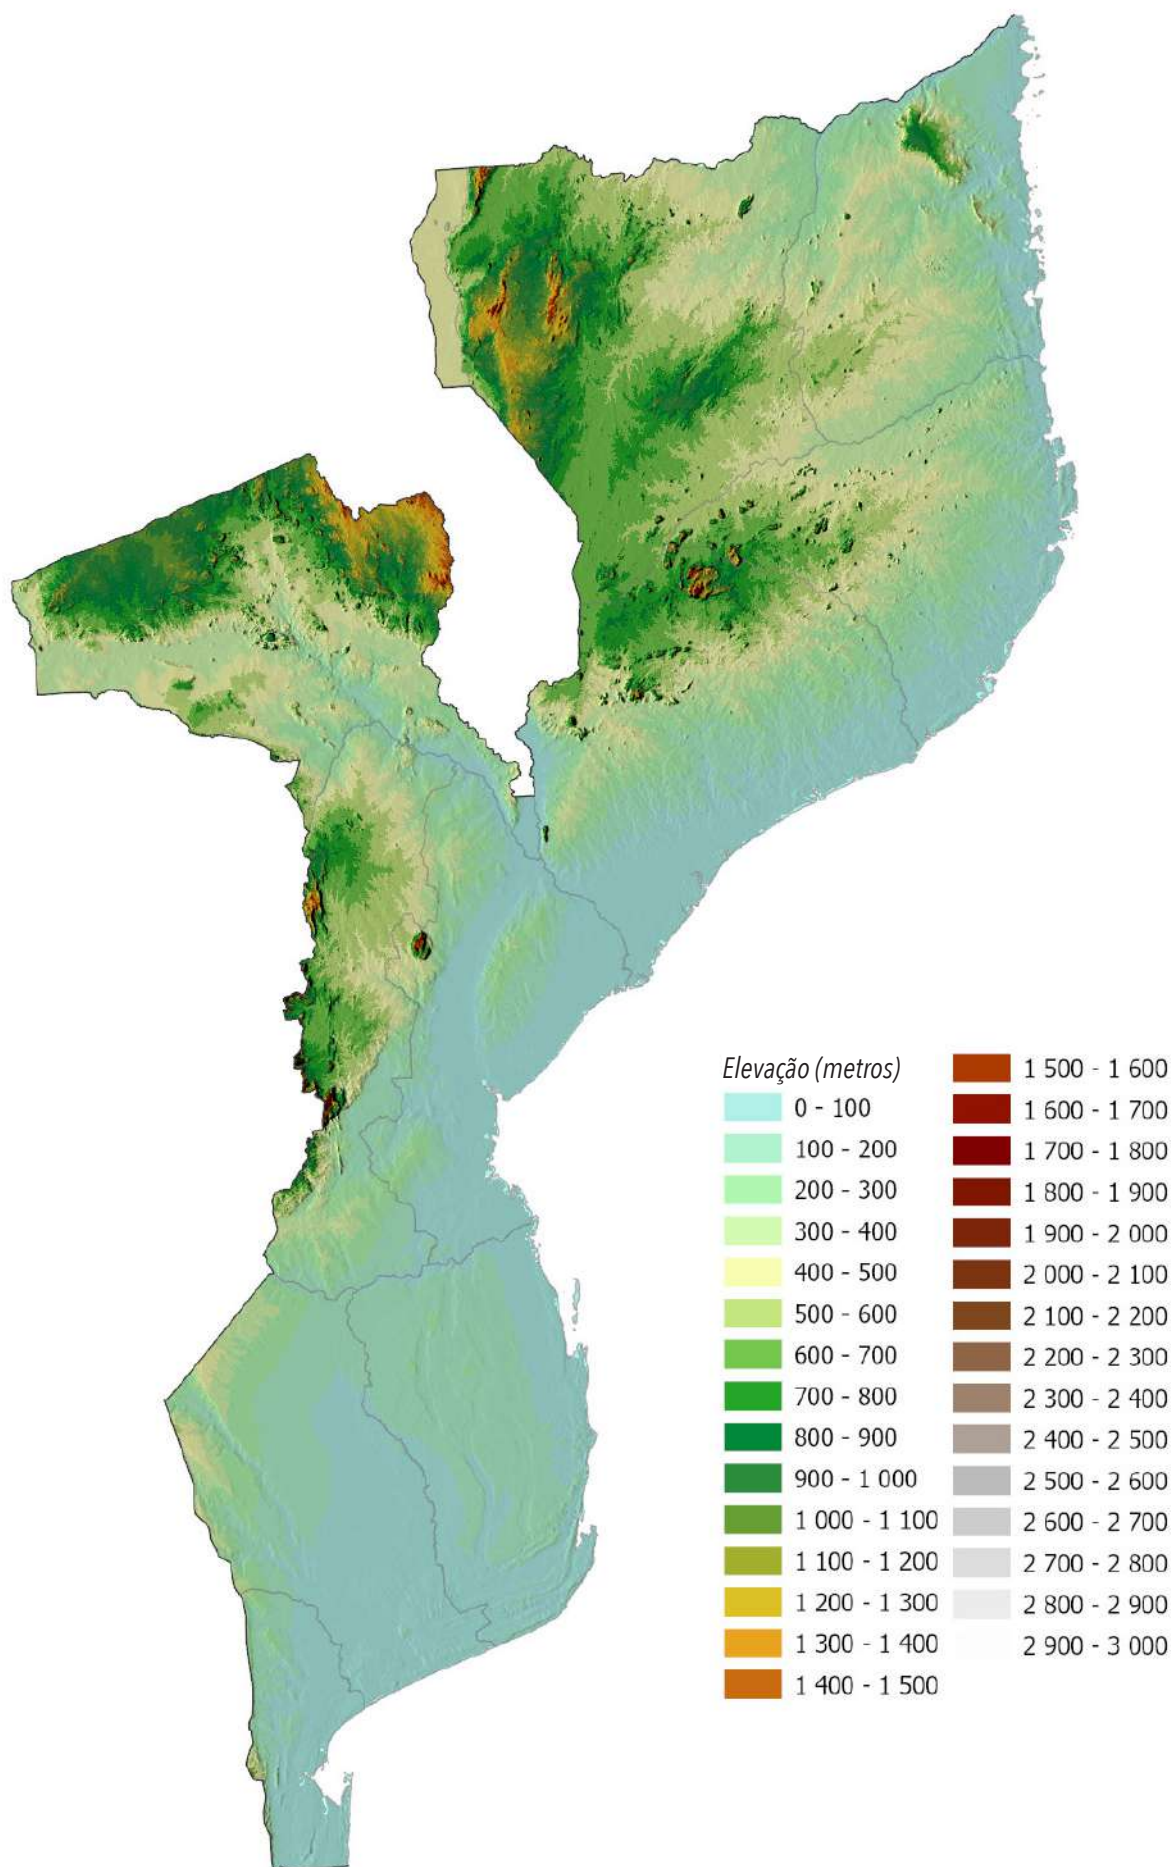 Elevação (metros)
0 - 100
100 - 200
200 - 300
300 - 400
400 - 500
500 - 600
600 - 700
700 - 800
800 - 900
900 - 1 000
1 000 - 1 100
1 100 - 1 200
1 200 - 1 300
1 300 - 1 400
1 400 - 1 500
1 500 - 1 600
1 600 - 1 700
1 700 - 1 800
1 800 - 1 900
1 900 - 2 000
2 000 - 2 100
2 100 - 2 200
2 200 - 2 300
2 300 - 2 400
2 400 - 2 500
2 500 - 2 600
2 600 - 2 700
2 700 - 2 800
2 800 - 2 900
2 900 - 3 000